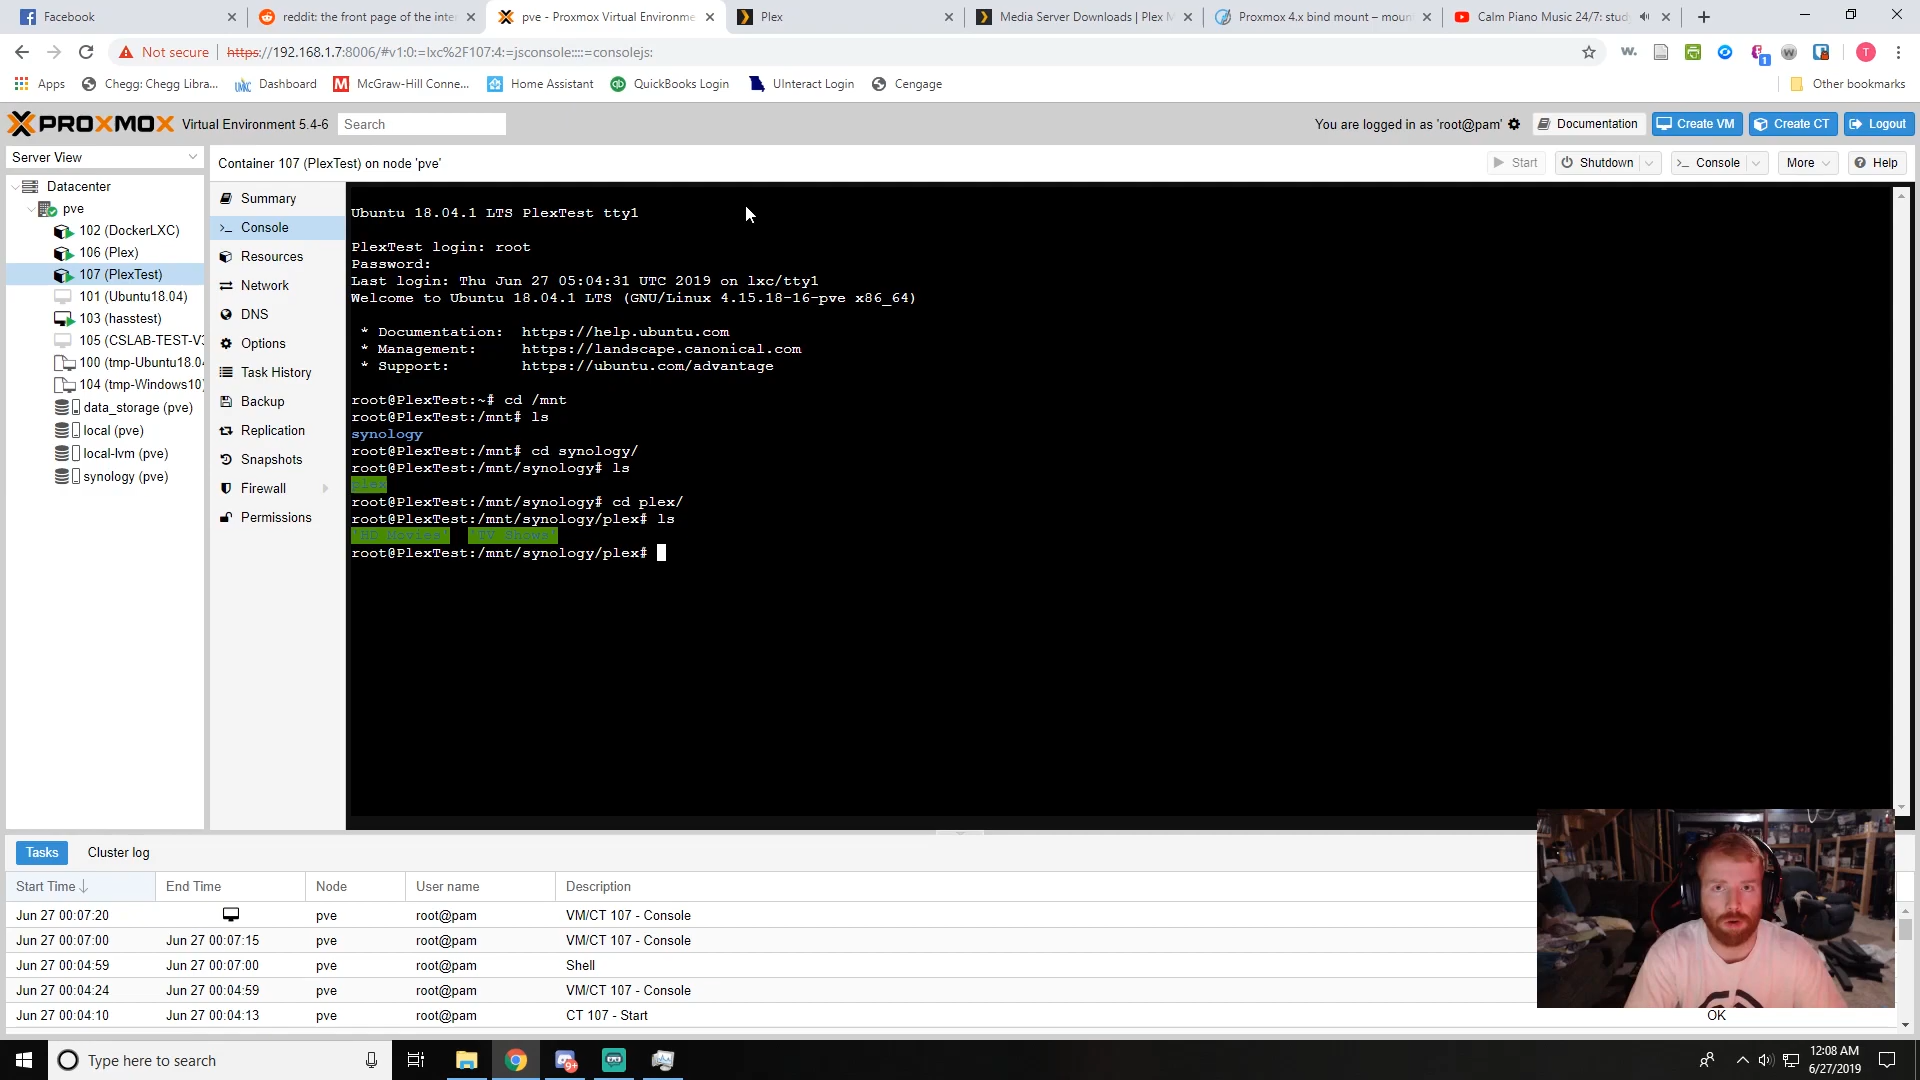 Facebook
reddit: the front page of the inter
pve - Proxmox Virtual Environme
Plex
Media Server Downloads | Plex M
Proxmox 4.x bind mount – moun
Calm Piano Music 24/7: stud
Not secure
https://192.168.1.7:8006/#v1:0:=lxc%2F107:4:=jsconsole::::=consolejs:
Apps
Chegg: Chegg Libra...
Dashboard
McGraw-Hill Conne...
Home Assistant
QuickBooks Login
UInteract Login
Cengage
Other bookmarks
PROXMOX
Virtual Environment 5.4-6
Search
You are logged in as 'root@pam'
Documentation
Create VM
Create CT
Logout
Server View
Container 107 (PlexTest) on node 'pve'
Start
Shutdown
Console
More
Help
Datacenter
pve
102 (DockerLXC)
106 (Plex)
107 (PlexTest)
101 (Ubuntu18.04)
103 (hasstest)
105 (CSLAB-TEST-V3
100 (tmp-Ubuntu18.0
104 (tmp-Windows10)
data_storage (pve)
local (pve)
local-lvm (pve)
synology (pve)
Summary
Console
Resources
Network
DNS
Options
Task History
Backup
Replication
Snapshots
Firewall
Permissions
Ubuntu 18.04.1 LTS PlexTest tty1
PlexTest login: root
Password:
Last login: Thu Jun 27 05:04:31 UTC 2019 on lxc/tty1
Welcome to Ubuntu 18.04.1 LTS (GNU/Linux 4.15.18-16-pve x86_64)
* Documentation:  https://help.ubuntu.com
* Management:     https://landscape.canonical.com
* Support:        https://ubuntu.com/advantage
root@PlexTest:~# cd /mnt
root@PlexTest:/mnt# ls
synology
root@PlexTest:/mnt# cd synology/
root@PlexTest:/mnt/synology# ls
plex
root@PlexTest:/mnt/synology# cd plex/
root@PlexTest:/mnt/synology/plex# ls
'HD Movies'  'TV Shows'
root@PlexTest:/mnt/synology/plex#
Tasks
Cluster log
Start Time
End Time
Node
User name
Description
Jun 27 00:07:20 pve root@pam VM/CT 107 - Console
Jun 27 00:07:00 Jun 27 00:07:15 pve root@pam VM/CT 107 - Console
Jun 27 00:04:59 Jun 27 00:07:00 pve root@pam Shell
Jun 27 00:04:24 Jun 27 00:04:59 pve root@pam VM/CT 107 - Console
Jun 27 00:04:10 Jun 27 00:04:13 pve root@pam CT 107 - Start OK
Type here to search
12:08 AM
6/27/2019